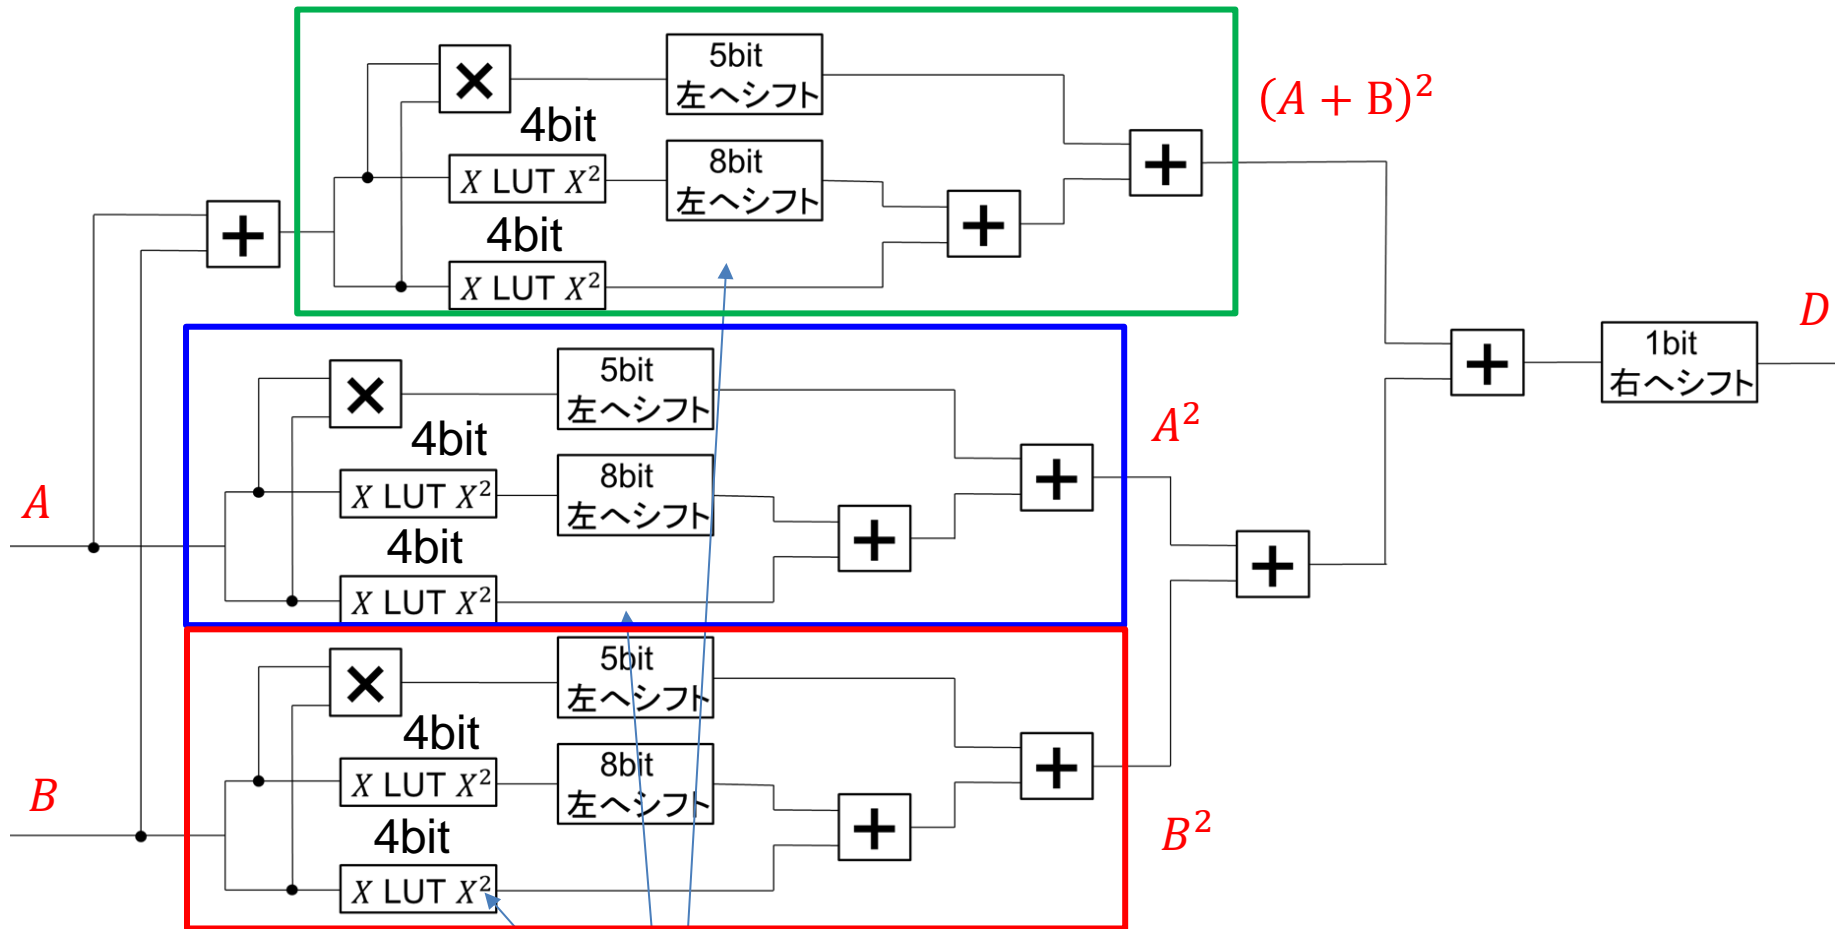 5bit
左へシフト
(A + B)²
×
4bit
8bit
左へシフト
X LUT X²
+
4bit
+
+
X LUT X²
D
5bit
左へシフト
1bit
右へシフト
+
×
4bit
A²
8bit
左へシフト
A
X LUT X²
+
4bit
+
+
X LUT X²
5bit
左へシフト
×
4bit
8bit
左へシフト
B
X LUT X²
+
4bit
+
B²
X LUT X²